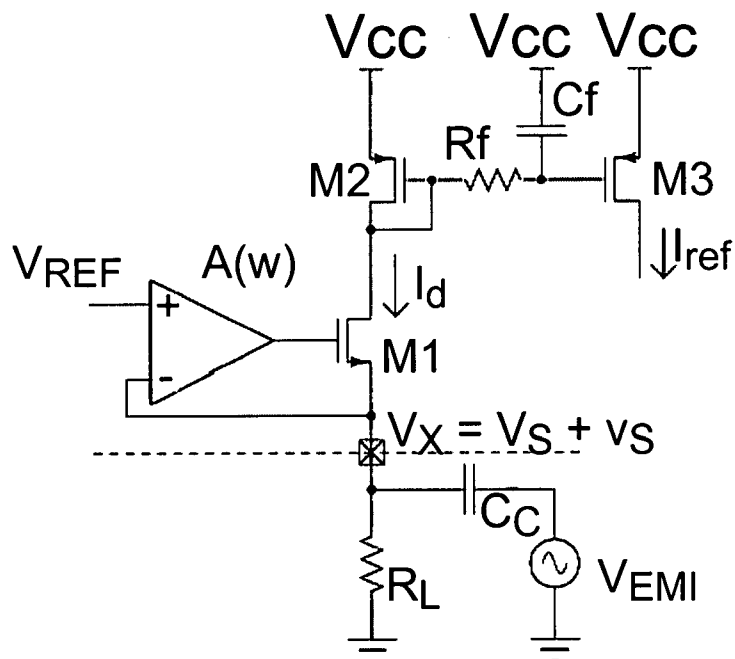 Vcc Vcc Vcc
Cf
Rf
M2 M3
A(w)
VREF
Id
Iref
+
-
M1
VX = VS + vS
CC
RL
VEMI